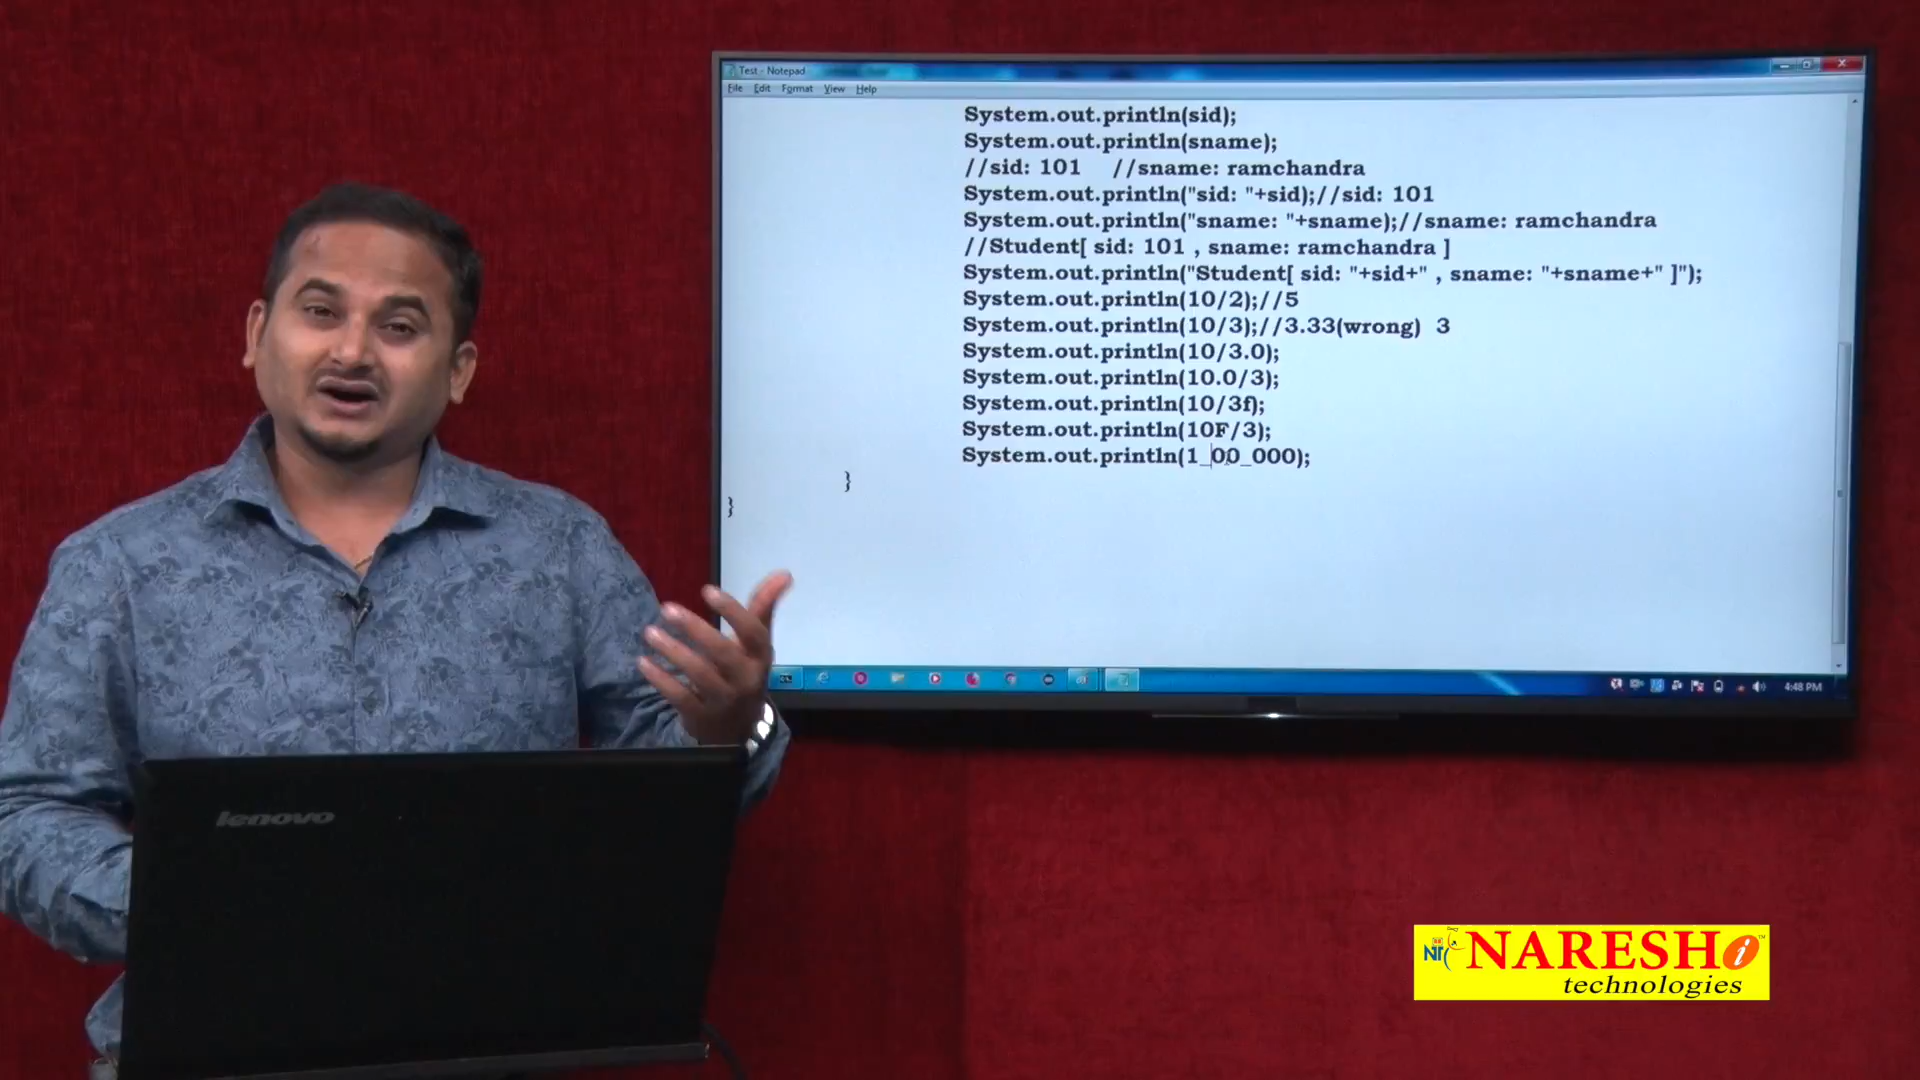 Test - Notepad
File Edit Format View Help
System.out.println(sid);
System.out.println(sname);
//sid: 101 //sname: ramchandra
System.out.println("sid: "+sid);//sid: 101
System.out.println("sname: "+sname);//sname: ramchandra
//Student[ sid: 101 , sname: ramchandra ]
System.out.println("Student[ sid: "+sid+" , sname: "+sname+" ]");
System.out.println(10/2);//5
System.out.println(10/3);//3.33(wrong) 3
System.out.println(10/3.0);
System.out.println(10.0/3);
System.out.println(10/3f);
System.out.println(10F/3);
System.out.println(1_00_000);
}
}
4:48 PM
lenovo
NARESH i
technologies